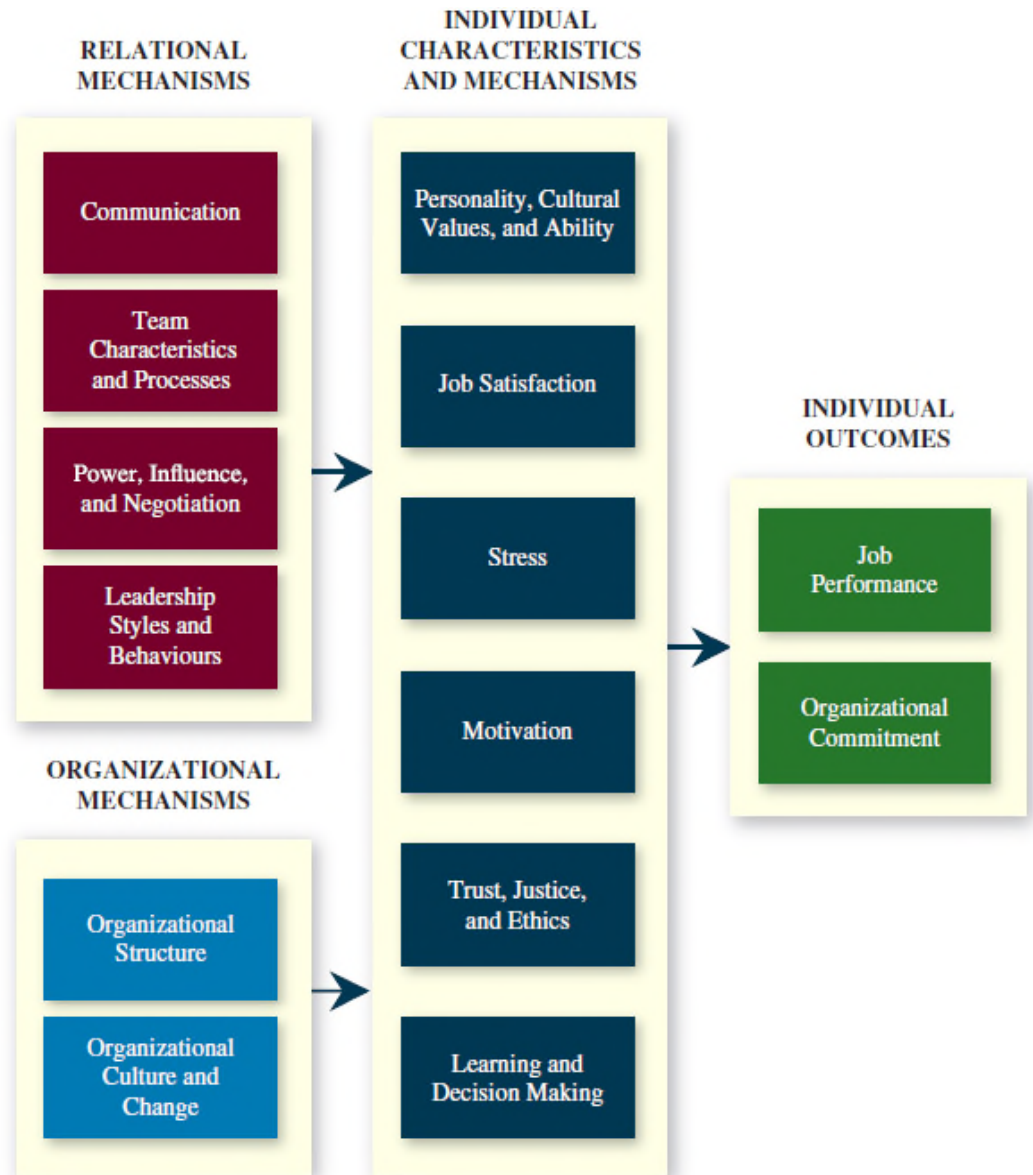 RELATIONAL
MECHANISMS
Communication
Team
Characteristics
and Processes
Power, Influence,
and Negotiation
Leadership
Styles and
Behaviours
ORGANIZATIONAL
MECHANISMS
Organizational
Structure
Organizational
Culture and
Change
INDIVIDUAL
CHARACTERISTICS
AND MECHANISMS
Personality, Cultural
Values, and Ability
Job Satisfaction
Stress
Motivation
Trust, Justice,
and Ethics
Learning and
Decision Making
INDIVIDUAL
OUTCOMES
Job
Performance
Organizational
Commitment